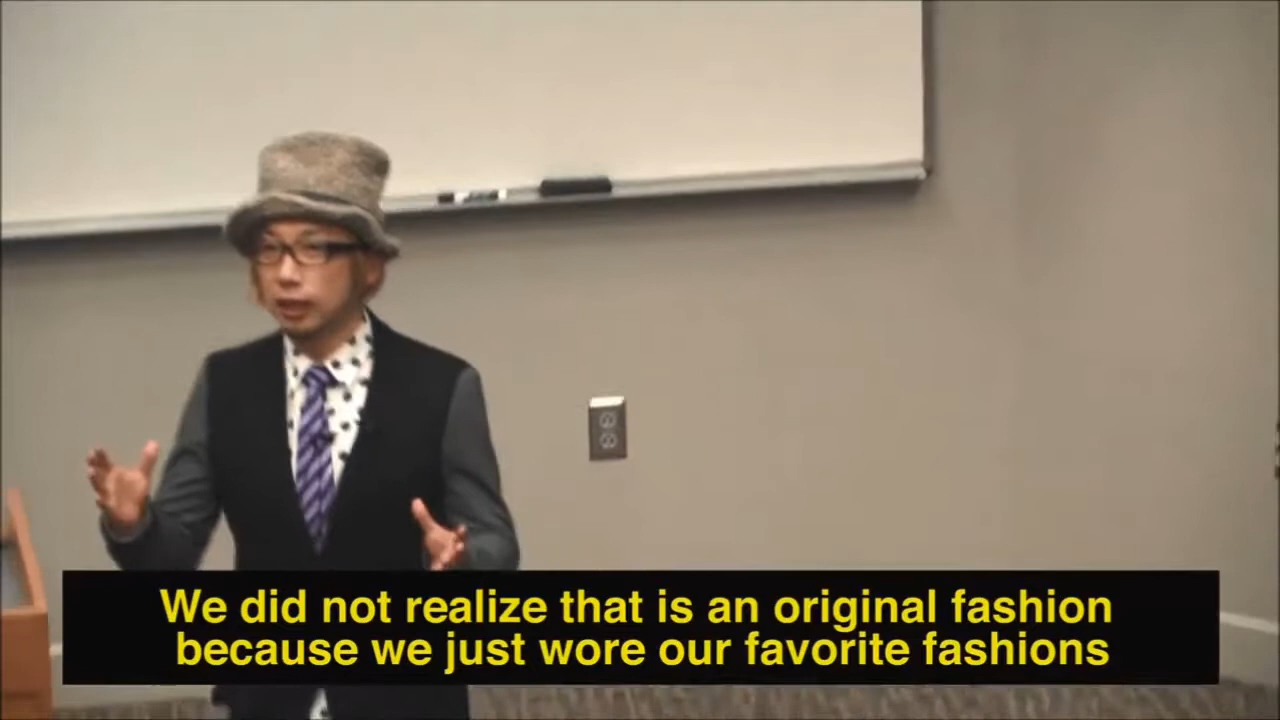 We did not realize that is an original fashion
because we just wore our favorite fashions